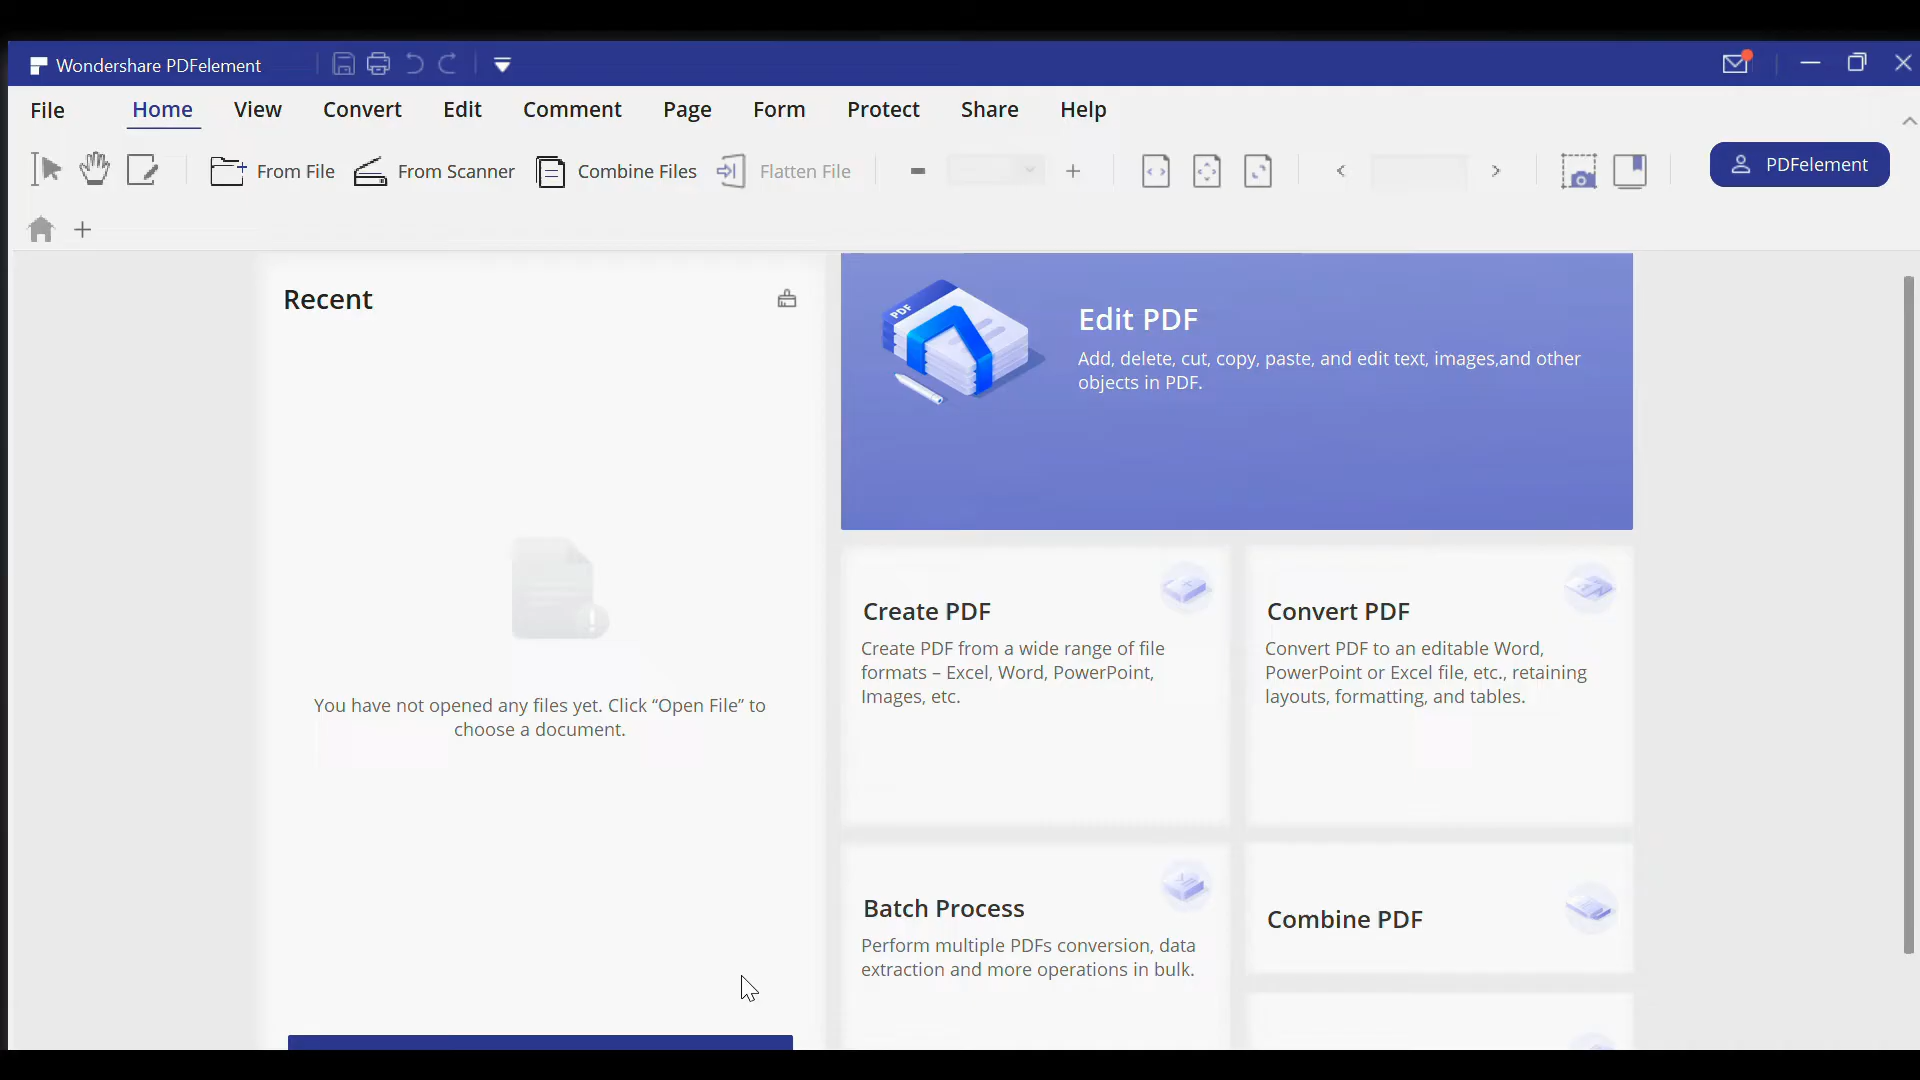 Wondershare PDFelement
File Home View Convert Edit Comment Page Form Protect Share Help
From File From Scanner Combine Files Flatten File PDFelement
Recent
You have not opened any files yet. Click “Open File” to
choose a document.
PDF
Edit PDF
Add, delete, cut, copy, paste, and edit text, images,and other
objects in PDF.
Create PDF
Create PDF from a wide range of file
formats – Excel, Word, PowerPoint,
Images, etc.
Convert PDF
Convert PDF to an editable Word,
PowerPoint or Excel file, etc., retaining
layouts, formatting, and tables.
Batch Process
Perform multiple PDFs conversion, data
extraction and more operations in bulk.
Combine PDF